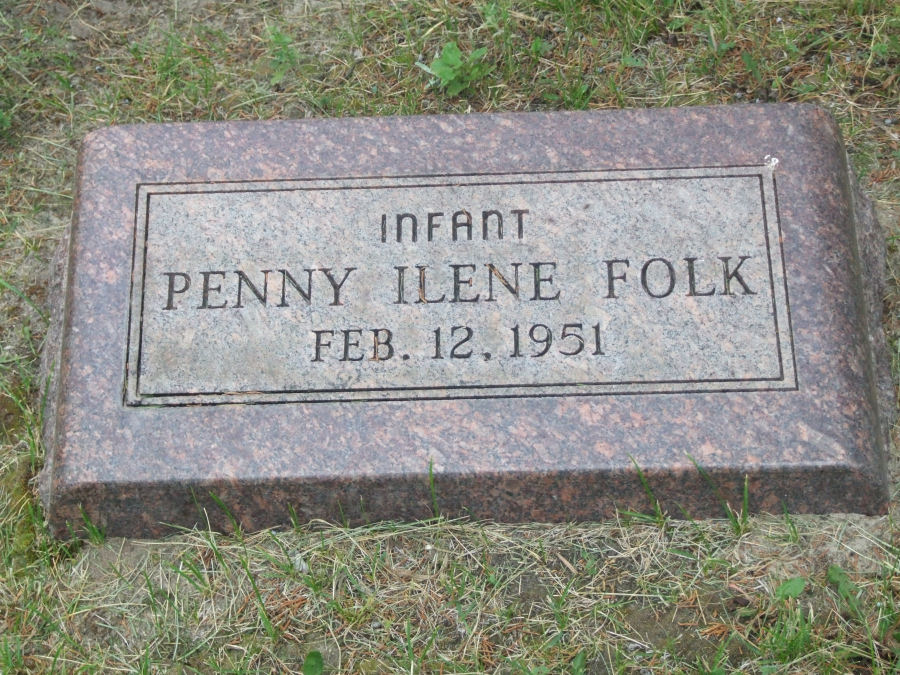 INFANT
PENNY ILENE FOLK
FEB. 12, 1951